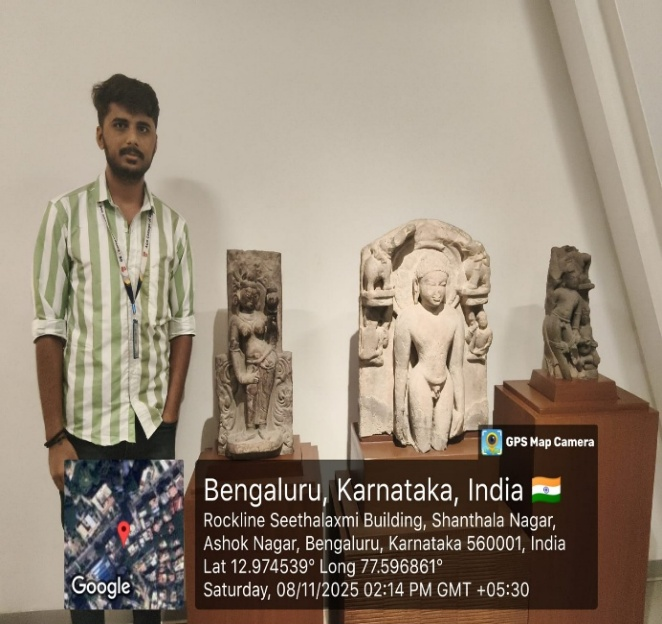 GPS Map Camera
Bengaluru, Karnataka, India 🇮🇳
Rockline Seethalaxmi Building, Shanthala Nagar,
Ashok Nagar, Bengaluru, Karnataka 560001, India
Lat 12.974539° Long 77.596861°
Saturday, 08/11/2025 02:14 PM GMT +05:30
Google